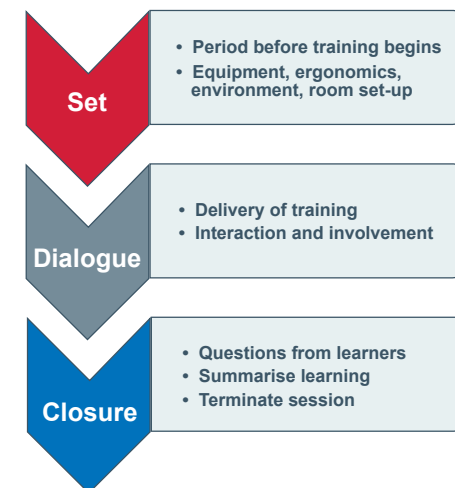 Set
• Period before training begins
• Equipment, ergonomics,
environment, room set-up
Dialogue
• Delivery of training
• Interaction and involvement
Closure
• Questions from learners
• Summarise learning
• Terminate session